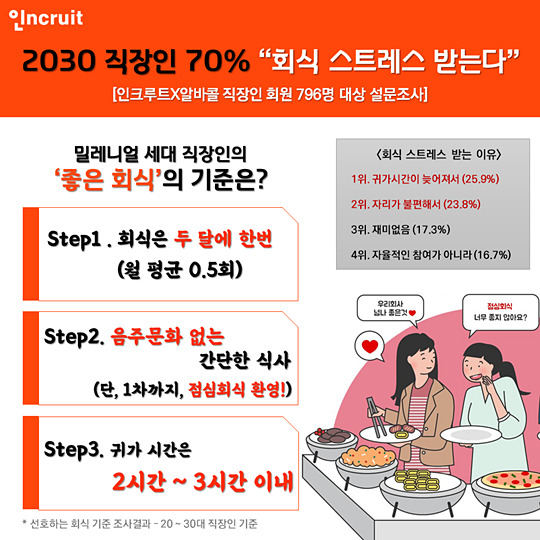 인ncruit
2030 직장인 70% “회식 스트레스 받는다”
[인크루트X알바콜 직장인 회원 796명 대상 설문조사]
밀레니얼 세대 직장인의
‘좋은 회식’의 기준은?
Step1 . 회식은 두 달에 한번
(월 평균 0.5회)
Step2. 음주문화 없는
간단한 식사
(단, 1차까지, 점심회식 환영!)
Step3. 귀가 시간은
2시간 ~ 3시간 이내
* 선호하는 회식 기준 조사결과 - 20 ~ 30대 직장인 기준
<회식 스트레스 받는 이유>
1위. 귀가시간이 늦어져서 (25.9%)
2위. 자리가 불편해서 (23.8%)
3위. 재미없음 (17.3%)
4위. 자율적인 참여가 아니라 (16.7%)
우리회사
넘나 좋은것
점심회식
너무 좋지 않아요?